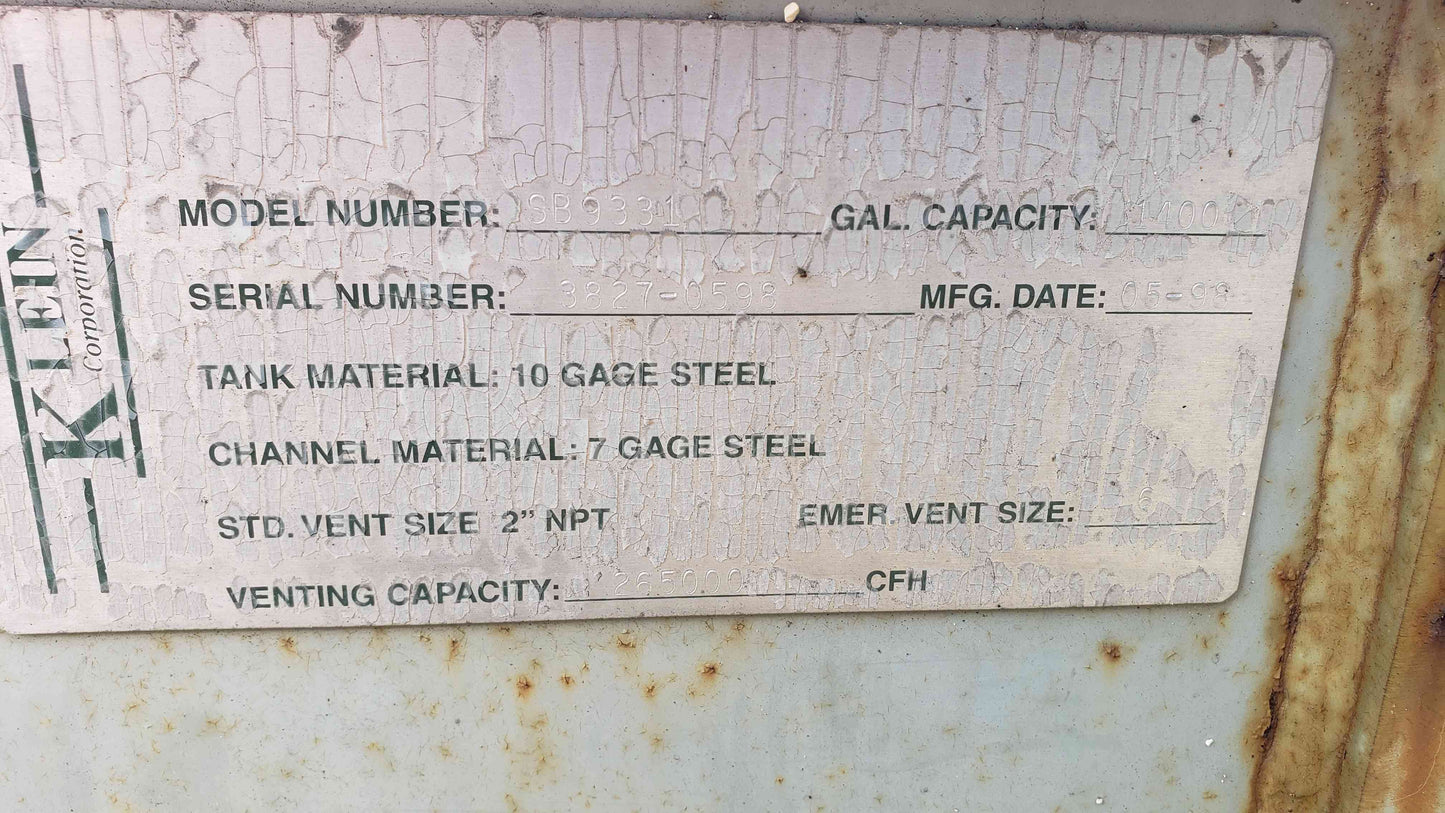 KLEIN
Corporation
MODEL NUMBER: SB9331 GAL. CAPACITY: 1400
SERIAL NUMBER: 3827-0598 MFG. DATE: 05-98
TANK MATERIAL: 10 GAGE STEEL
CHANNEL MATERIAL: 7 GAGE STEEL
STD. VENT SIZE 2” NPT EMER. VENT SIZE: 6
VENTING CAPACITY: 265000 CFH